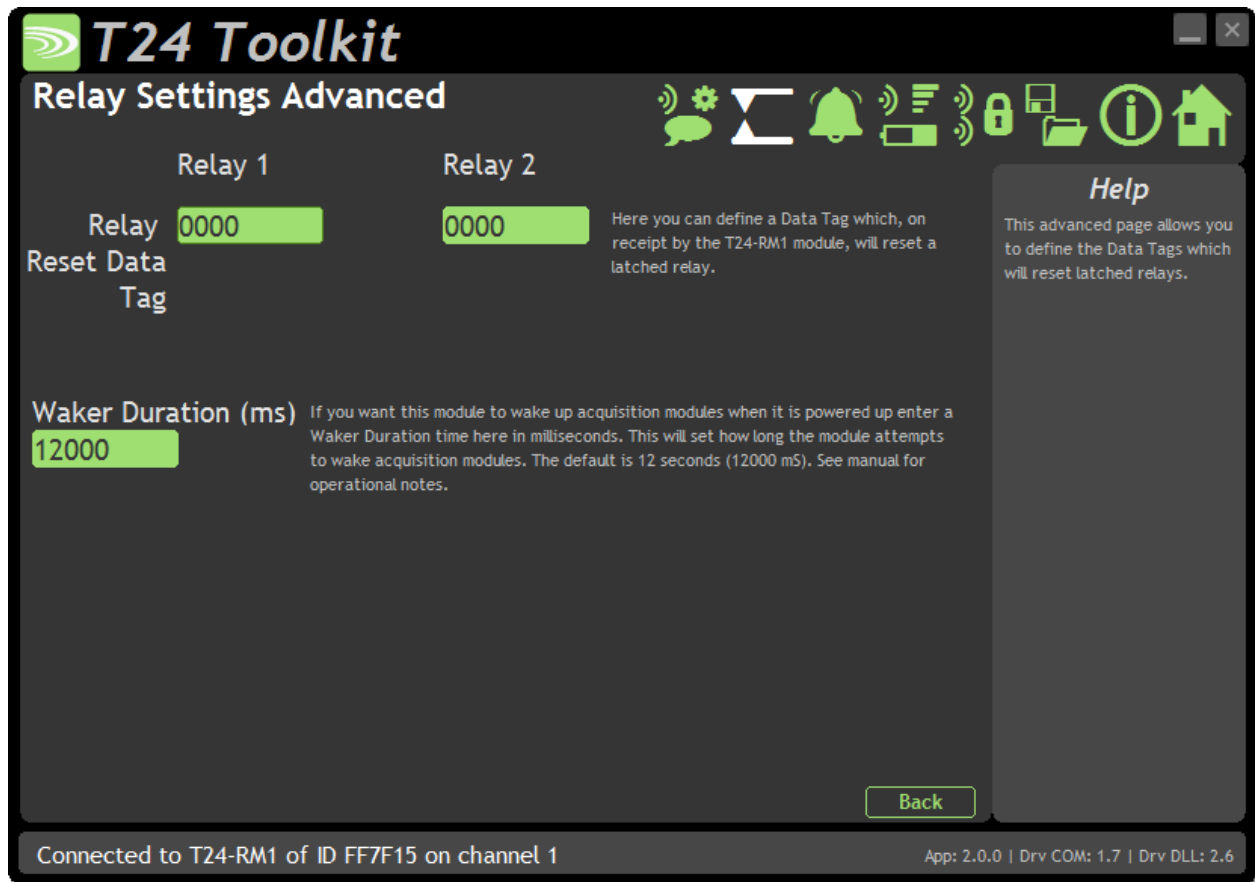 T24 Toolkit
Relay Settings Advanced
Relay 1
Relay 2
Relay
Reset Data
Tag
0000
0000
Here you can define a Data Tag which, on
receipt by the T24-RM1 module, will reset a
latched relay.
Waker Duration (ms)
12000
If you want this module to wake up acquisition modules when it is powered up enter a
Waker Duration time here in milliseconds. This will set how long the module attempts
to wake acquisition modules. The default is 12 seconds (12000 mS). See manual for
operational notes.
Back
Help
This advanced page allows you
to define the Data Tags which
will reset latched relays.
Connected to T24-RM1 of ID FF7F15 on channel 1
App: 2.0.0 | Drv COM: 1.7 | Drv DLL: 2.6